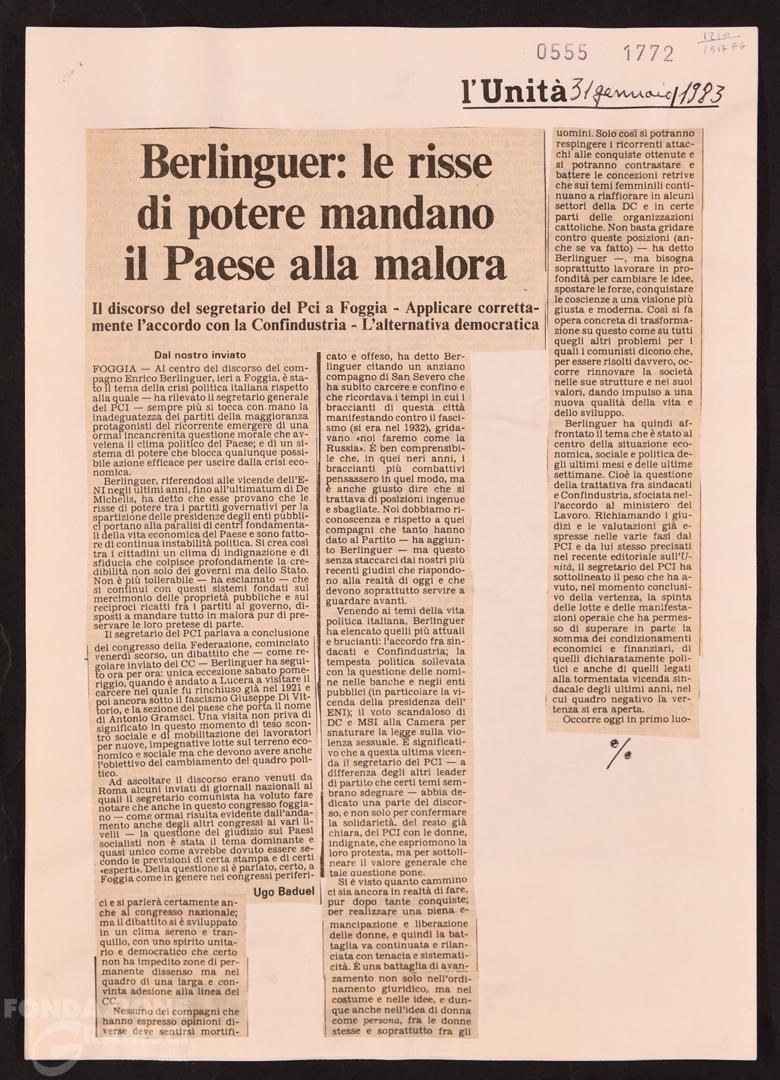 0555 1772
l'Unità 31 gennaio 1983
Berlinguer: le risse
di potere mandano
il Paese alla malora
Il discorso del segretario del Pci a Foggia - Applicare corretta-
mente l'accordo con la Confindustria - L'alternativa democratica
Dal nostro inviato
FOGGIA — Al centro del discorso del com-
pagno Enrico Berlinguer, ieri a Foggia, è sta-
to il tema della crisi politica italiana rispetto
alla quale — ha rilevato il segretario generale
del PCI — sempre più si tocca con mano la
inadeguatezza dei partiti della maggioranza
protagonisti del ricorrente emergere di una
ormai incancrenita questione morale che av-
velena il clima politico del Paese; e di un si-
stema di potere che blocca qualunque possi-
bile azione efficace per uscire dalla crisi eco-
nomica.
Berlinguer, riferendosi alle vicende dell'E-
NI negli ultimi anni, fino all'ultimatum di De
Michelis, ha detto che esse provano che le
risse di potere tra i partiti governativi per la
spartizione delle presidenze degli enti pubbli-
ci portano alla paralisi di centri fondamenta-
li della vita economica del Paese e sono fatto-
re di continua instabilità politica. Si crea così
tra i cittadini un clima di indignazione e di
sfiducia che colpisce profondamente la cre-
dibilità non solo dei governi ma dello Stato.
Non è più tollerabile — ha esclamato — che
si continui con questi sistemi fondati sul
mercimonio delle proprietà pubbliche e sui
reciproci ricatti fra i partiti al governo, di-
sposti a mandare tutto in malora pur di pre-
servare le loro pretese di parte.
Il segretario del PCI parlava a conclusione
del congresso della Federazione, cominciato
venerdì scorso, un dibattito che — come re-
golare inviato del CC — Berlinguer ha segui-
to ora per ora: unica eccezione sabato pome-
riggio, quando è andato a Lucera a visitare il
carcere nel quale fu rinchiuso già nel 1921 e
poi ancora sotto il fascismo Giuseppe Di Vit-
torio, e la sezione del paese che porta il nome
di Antonio Gramsci. Una visita non priva di
significato in questo momento di teso scon-
tro sociale e di mobilitazione dei lavoratori
per nuove, impegnative lotte sul terreno eco-
nomico e sociale ma che devono avere anche
l'obiettivo del cambiamento del quadro poli-
tico.
Ad ascoltare il discorso erano venuti da
Roma alcuni inviati di giornali nazionali ai
quali il segretario comunista ha voluto fare
notare che anche in questo congresso foggia-
no — come ormai risulta evidente dall'anda-
mento anche degli altri congressi ai vari li-
velli — la questione del giudizio sui Paesi
socialisti non è stata il tema dominante e
quasi unico come avrebbe dovuto essere se-
condo le previsioni di certa stampa e di certi
«esperti». Della questione si è parlato, certo, a
Foggia come in genere nei congressi periferi-
Ugo Baduel
ci e si parlerà certamente an-
che al congresso nazionale;
ma il dibattito si è sviluppato
in un clima sereno e tran-
quillo, con uno spirito unita-
rio e democratico che certo
non ha impedito zone di per-
manente dissenso ma nel
quadro di una larga e con-
vinta adesione alla linea del
CC.
Nessuno dei compagni che
hanno espresso opinioni di-
verse deve sentirsi mortifi-
cato e offeso, ha detto Ber-
linguer citando un anziano
compagno di San Severo che
ha subito carcere e confino e
che ricordava i tempi in cui i
braccianti di questa città
manifestando contro il fasci-
smo (si era nel 1932), grida-
vano «noi faremo come la
Russia». È ben comprensibi-
le che, in quei neri anni, i
braccianti più combattivi
pensassero in quel modo, ma
è anche giusto dire che si
trattava di posizioni ingenue
e sbagliate. Noi dobbiamo ri-
conoscenza e rispetto a quei
compagni che tanto hanno
dato al Partito — ha aggiun-
to Berlinguer — ma questo
senza staccarci dai nostri più
recenti giudizi che rispondo-
no alla realtà di oggi e che
devono soprattutto servire a
guardare avanti.
Venendo ai temi della vita
politica italiana, Berlinguer
ha elencato quelli più attuali
e brucianti: l'accordo fra sin-
dacati e Confindustria; la
tempesta politica sollevata
con la questione delle nomi-
ne nelle banche e negli enti
pubblici (in particolare la vi-
cenda della presidenza dell'
ENI); il voto scandaloso di
DC e MSI alla Camera per
snaturare la legge sulla vio-
lenza sessuale. È significati-
vo che a questa ultima vicen-
da il segretario del PCI — a
differenza degli altri leader
di partito che certi temi sem-
brano sdegnare — abbia de-
dicato una parte del discor-
so, e non solo per confermare
la solidarietà, del resto già
chiara, del PCI con le donne,
indignate, che esprimono la
loro protesta, ma per sottoli-
neare il valore generale che
tale questione pone.
Si è visto quanto cammino
ci sia ancora in realtà di fare,
pur dopo tante conquiste;
per realizzare una piena e-
mancipazione e liberazione
delle donne, e quindi la bat-
taglia va continuata e rilan-
ciata con tenacia e sistemati-
cità. È una battaglia di avan-
zamento non solo nell'ordi-
namento giuridico, ma nel
costume e nelle idee, e dun-
que anche nell'idea di donna
come persona, fra le donne
stesse e soprattutto fra gli
uomini. Solo così si potranno
respingere i ricorrenti attac-
chi alle conquiste ottenute e
si potranno contrastare e
battere le concezioni retrive
che sui temi femminili conti-
nuano a riaffiorare in alcuni
settori della DC e in certe
parti delle organizzazioni
cattoliche. Non basta gridare
contro queste posizioni (an-
che se va fatto) — ha detto
Berlinguer —, ma bisogna
soprattutto lavorare in pro-
fondità per cambiare le idee,
spostare le forze, conquistare
le coscienze a una visione più
giusta e moderna. Così si fa
opera concreta di trasforma-
zione su questo come su tutti
quegli altri problemi per i
quali i comunisti dicono che,
per essere risolti davvero, oc-
corre rinnovare la società
nelle sue strutture e nei suoi
valori, dando impulso a una
nuova qualità della vita e
dello sviluppo.
Berlinguer ha quindi af-
frontato il tema che è stato al
centro della situazione eco-
nomica, sociale e politica de-
gli ultimi mesi e delle ultime
settimane. Cioè la questione
della trattativa fra sindacati
e Confindustria, sfociata nel-
l'accordo al ministero del
Lavoro. Richiamando i giu-
dizi e le valutazioni già e-
spresse nelle varie fasi dal
PCI e da lui stesso precisati
nel recente editoriale sull'U-
nità, il segretario del PCI ha
sottolineato il peso che ha a-
vuto, nel momento conclusi-
vo della vertenza, la spinta
delle lotte e delle manifesta-
zioni operaie che ha permes-
so di superare in parte la
somma dei condizionamenti
economici e finanziari, di
quelli dichiaratamente poli-
tici e anche di quelli legati
alla tormentata vicenda sin-
dacale degli ultimi anni, nel
cui quadro negativo la ver-
tenza si era aperta.
Occorre oggi in primo luo-
%
FONDAZIONE
GRAMSCI